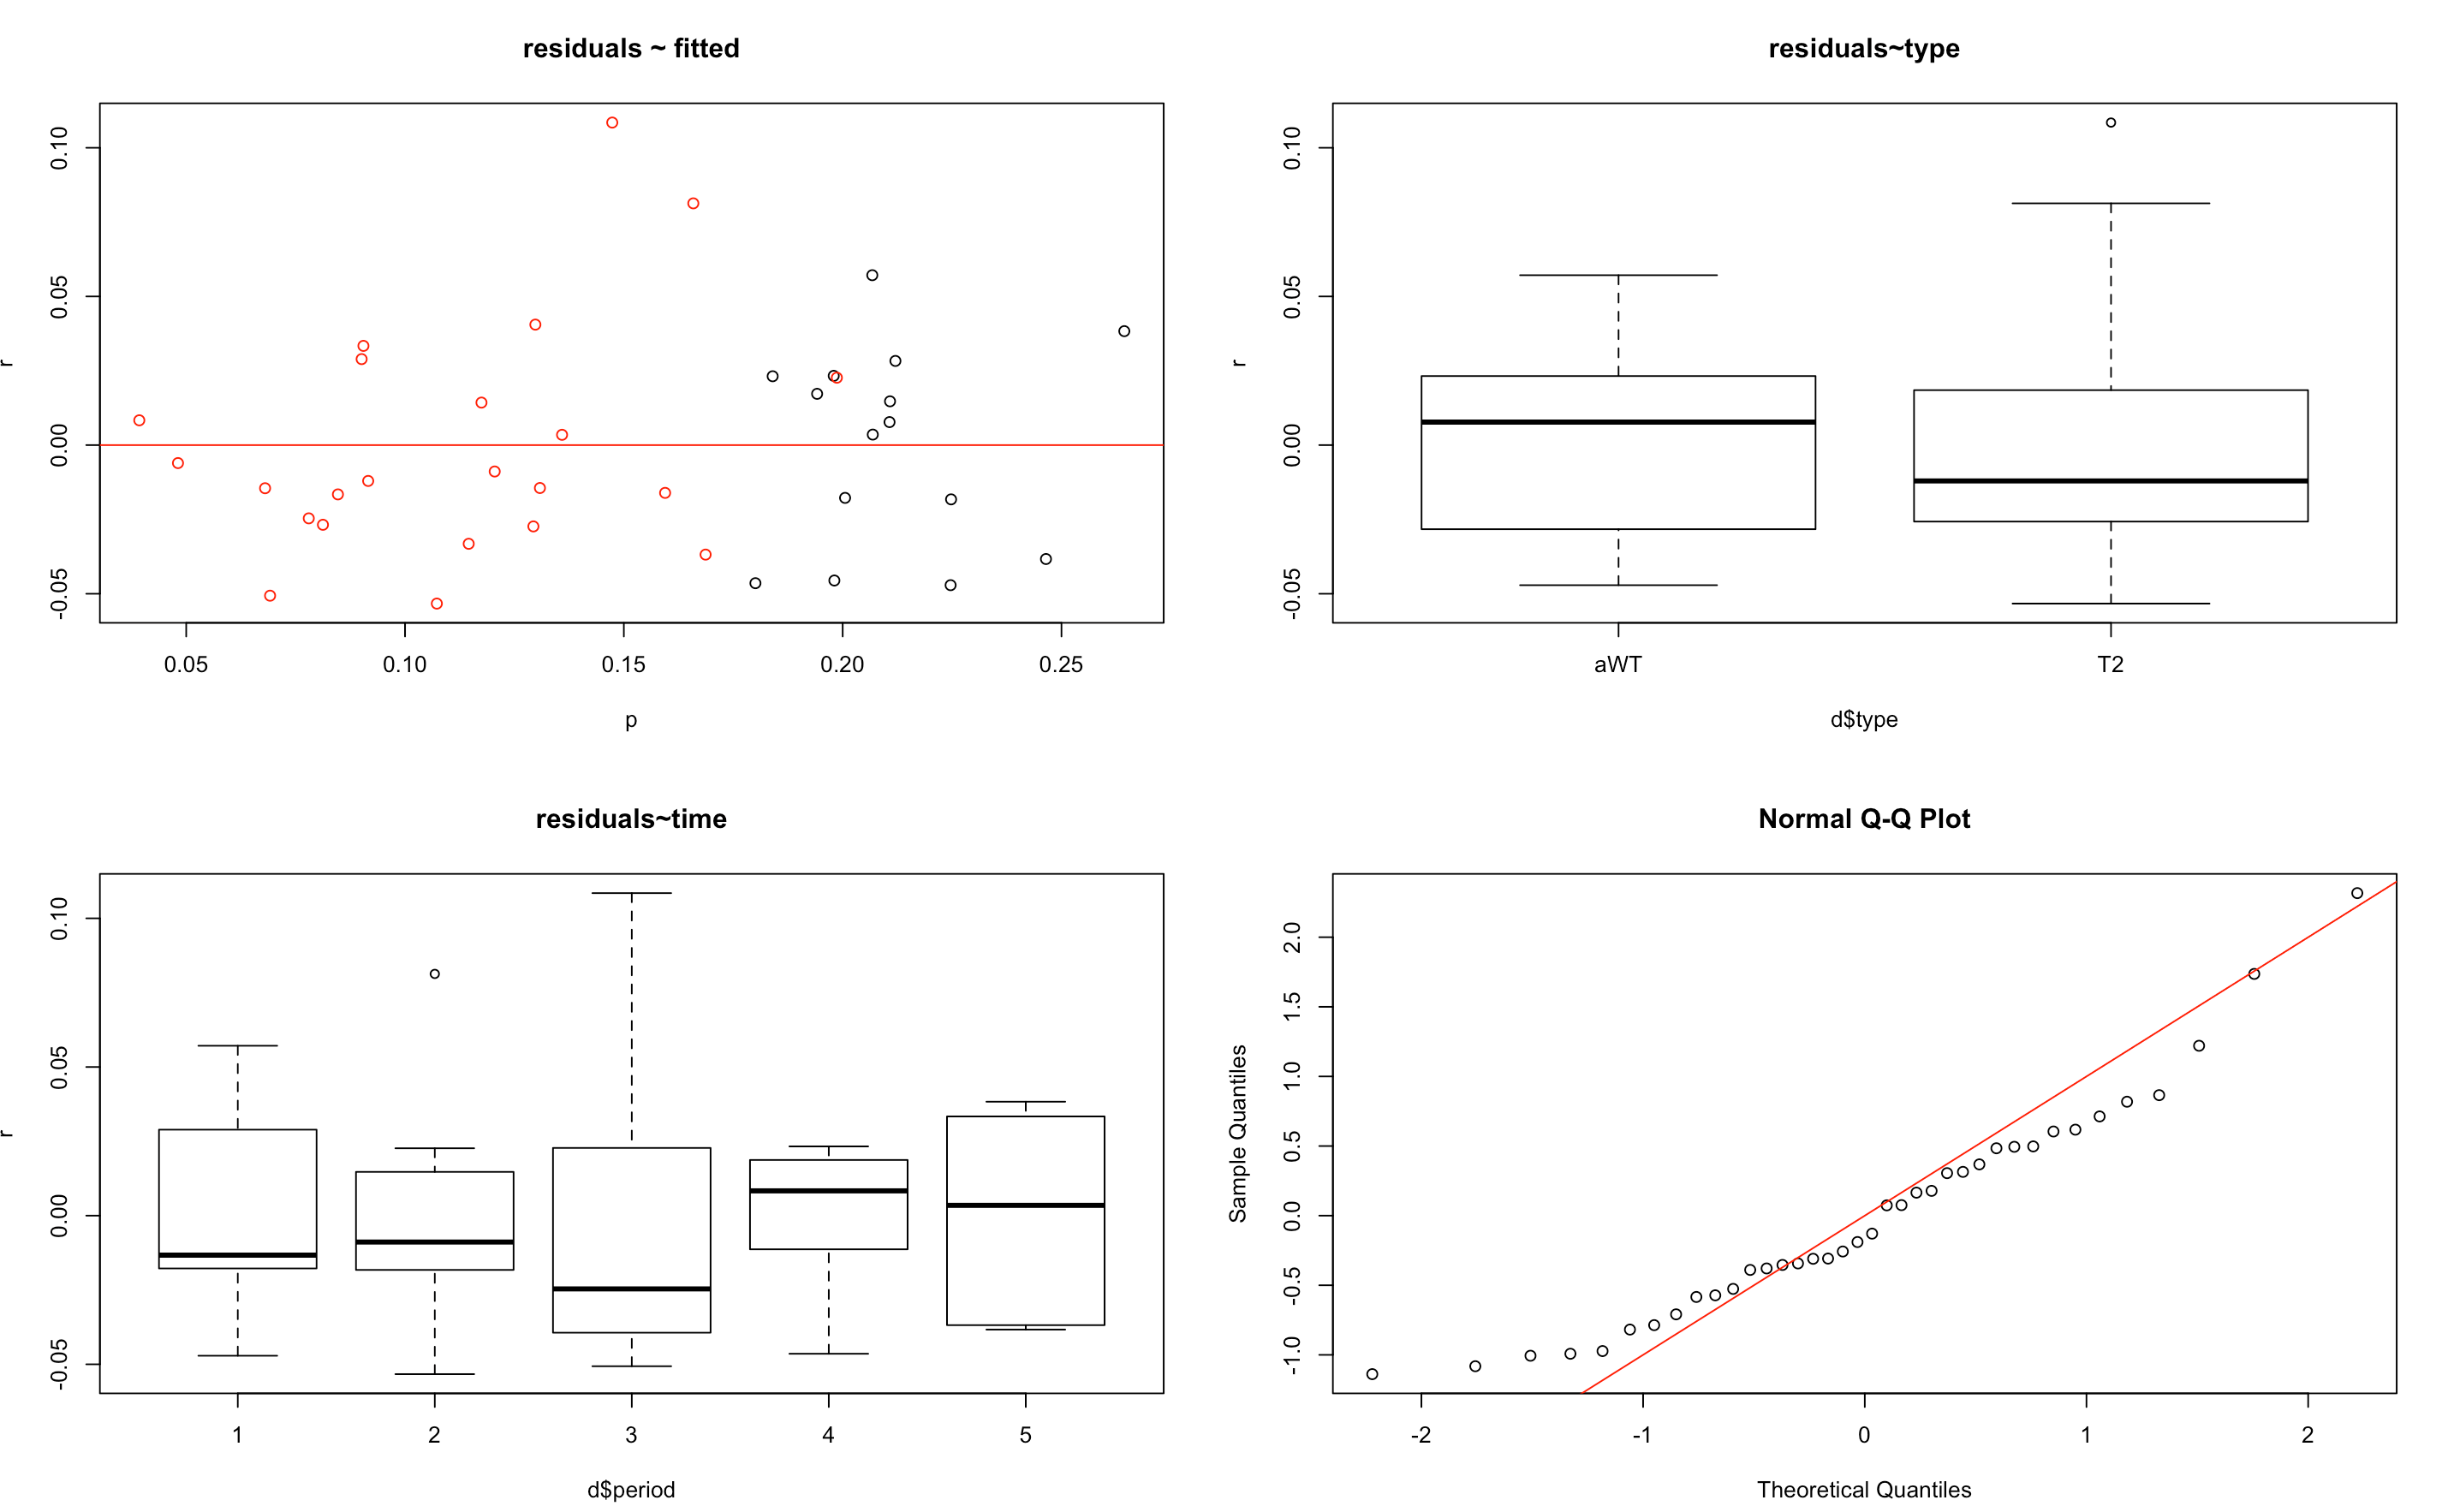 residuals ~ fitted
r
0.10
0.05
0.00
-0.05
0.05 0.10 0.15 0.20 0.25
p
residuals~type
r
0.10
0.05
0.00
-0.05
aWT T2
d$type
residuals~time
r
0.10
0.05
0.00
-0.05
1 2 3 4 5
d$period
Normal Q-Q Plot
Sample Quantiles
2.0
1.5
1.0
0.5
0.0
-0.5
-1.0
-2 -1 0 1 2
Theoretical Quantiles